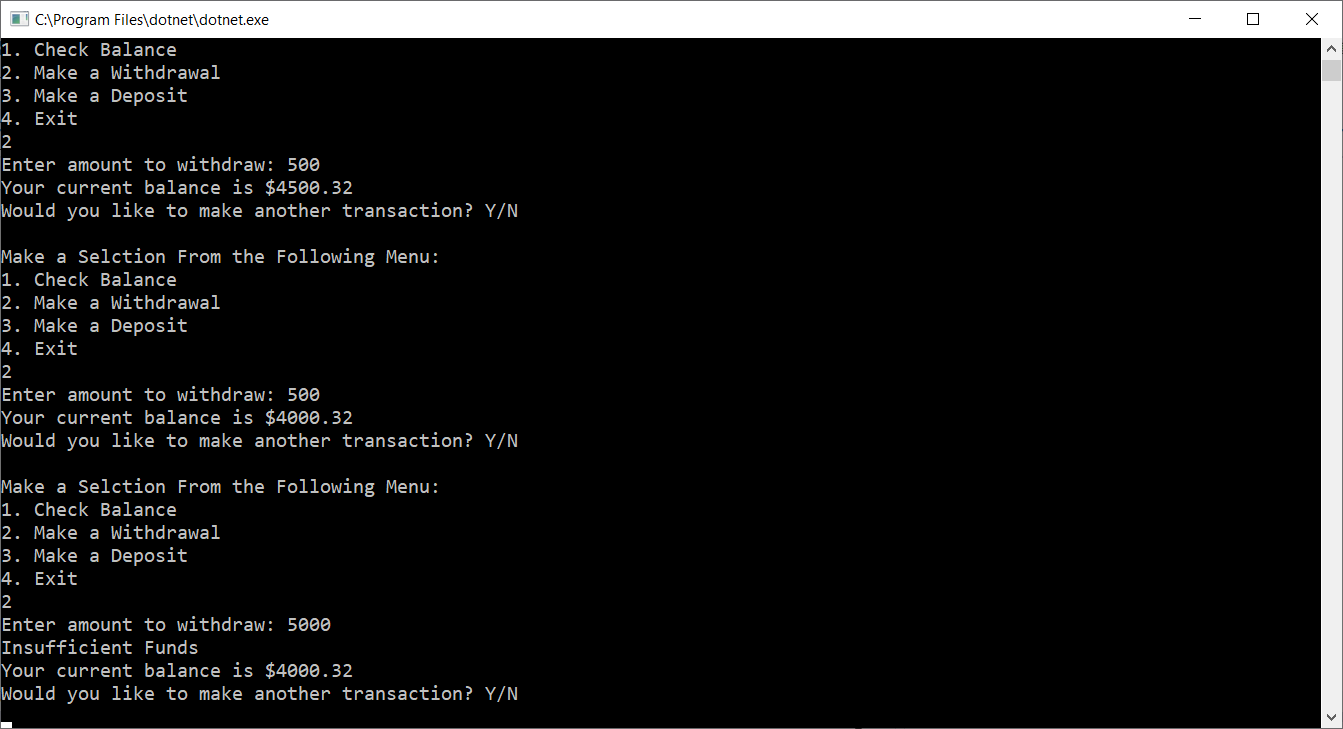 C:\Program Files\dotnet\dotnet.exe
1. Check Balance
2. Make a Withdrawal
3. Make a Deposit
4. Exit
2
Enter amount to withdraw: 500
Your current balance is $4500.32
Would you like to make another transaction? Y/N
Make a Selction From the Following Menu:
1. Check Balance
2. Make a Withdrawal
3. Make a Deposit
4. Exit
2
Enter amount to withdraw: 500
Your current balance is $4000.32
Would you like to make another transaction? Y/N
Make a Selction From the Following Menu:
1. Check Balance
2. Make a Withdrawal
3. Make a Deposit
4. Exit
2
Enter amount to withdraw: 5000
Insufficient Funds
Your current balance is $4000.32
Would you like to make another transaction? Y/N